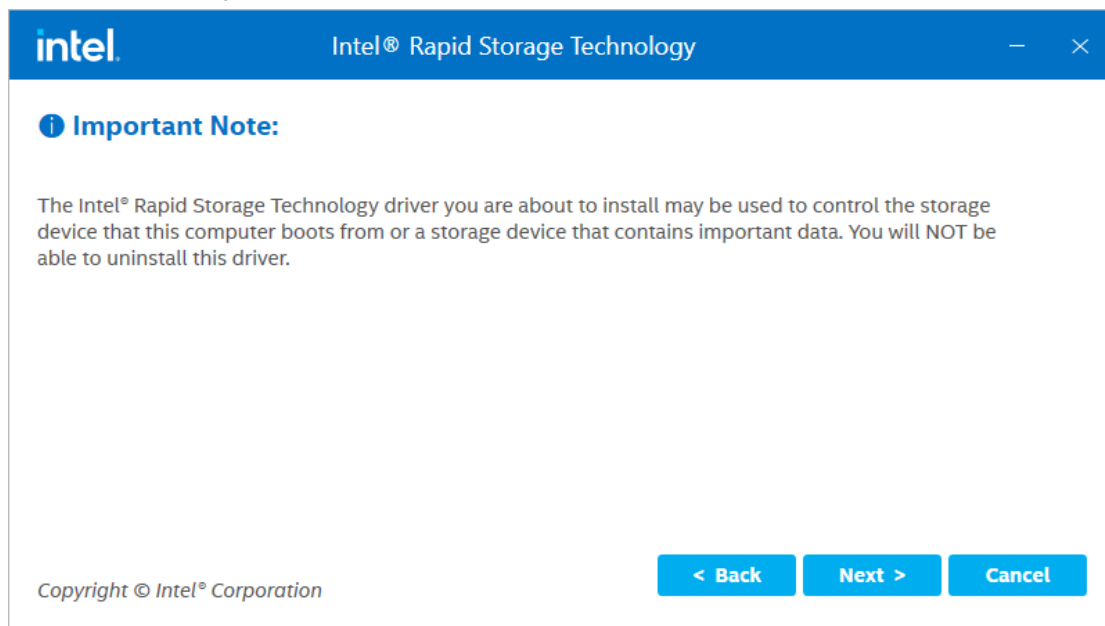 intel.
Intel® Rapid Storage Technology
Important Note:
The Intel® Rapid Storage Technology driver you are about to install may be used to control the storage
device that this computer boots from or a storage device that contains important data. You will NOT be
able to uninstall this driver.
< Back
Next >
Cancel
Copyright © Intel® Corporation